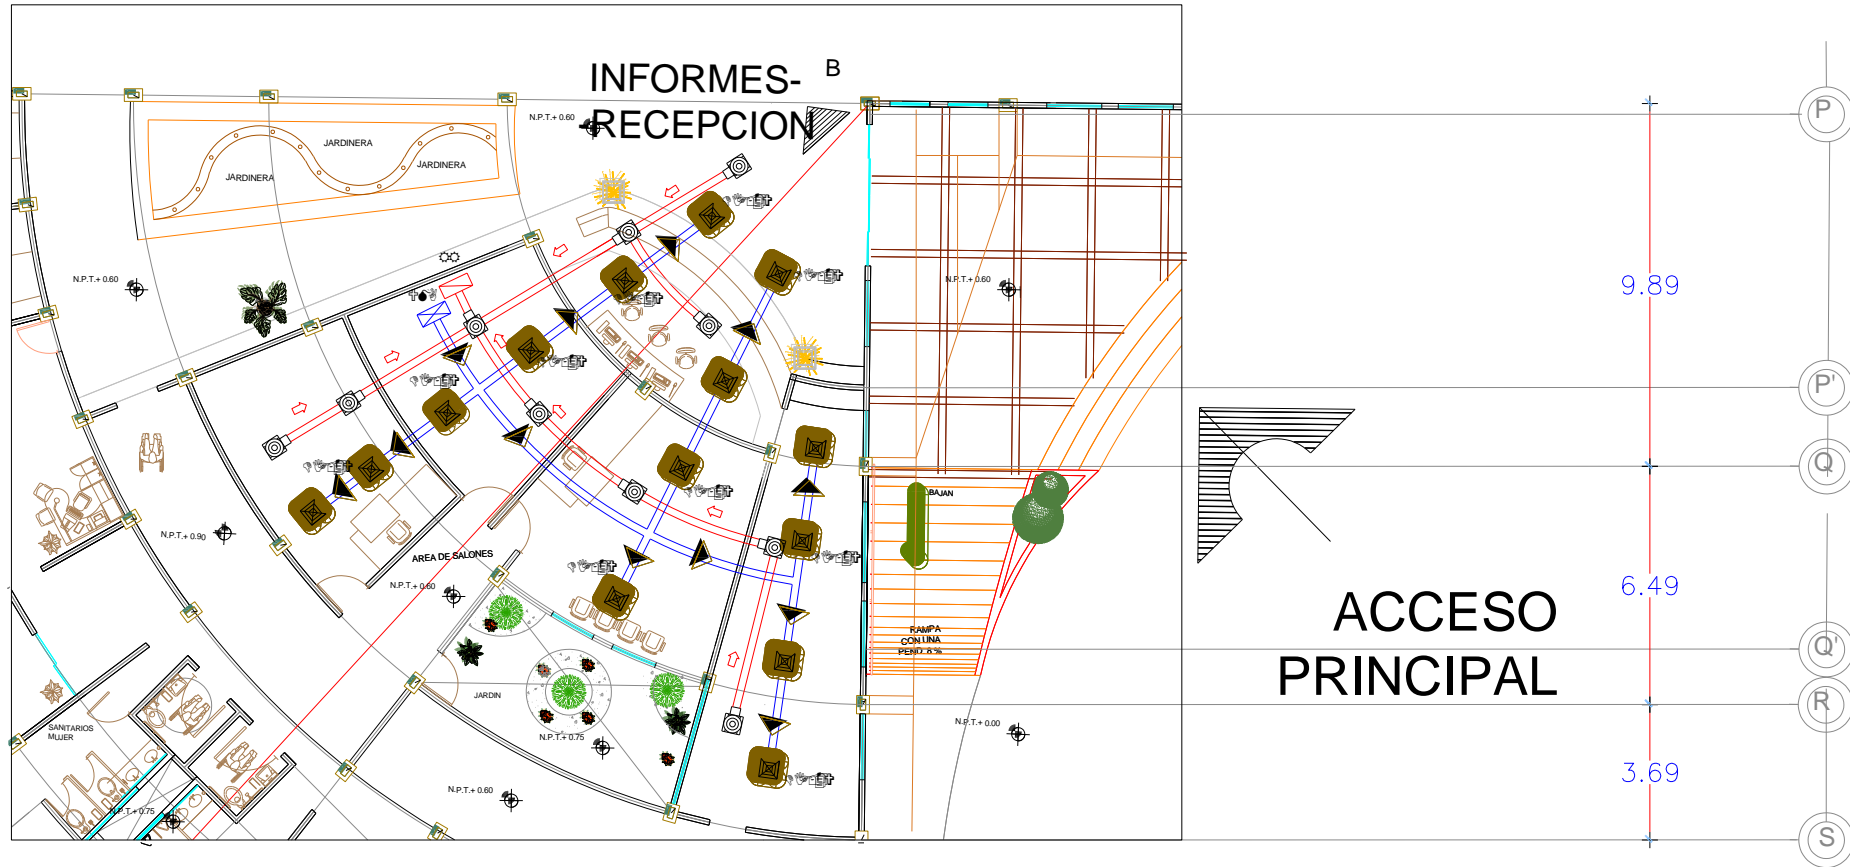 INFORMES-
RECEPCION
B
N.P.T.+ 0.60
JARDINERA
JARDINERA
JARDINERA
N.P.T.+ 0.60
N.P.T.+ 0.60
P
9.89
P'
Q
BAJAN
N.P.T.+ 0.90
AREA DE SALONES
N.P.T.+ 0.60
6.49
ACCESO
PRINCIPAL
RAMPA
CON UNA
PEND. 8 %
Q'
JARDIN
R
SANITARIOS
MUJER
N.P.T.+ 0.75
N.P.T.+ 0.00
3.69
N.P.T.+ 0.60
N.P.T.+ 0.75
S